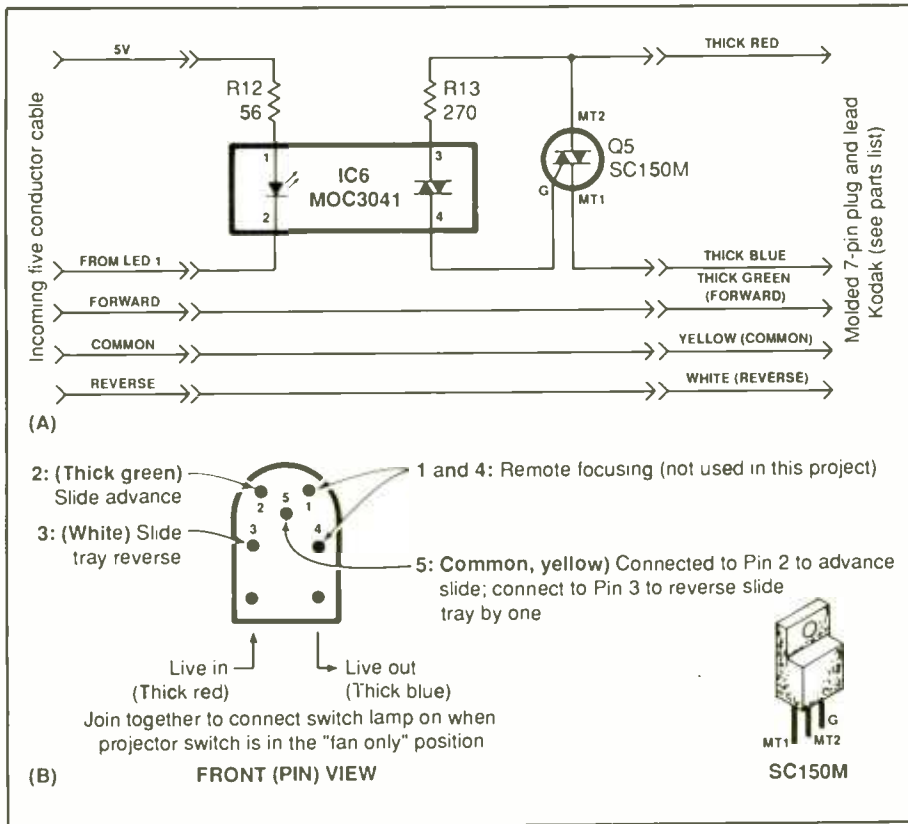 5V
THICK RED
R12
56
R13
270
MT2
1
3
IC6
MOC3041
Q5
SC150M
G
2
4
MT1
FROM LED 1
THICK BLUE
THICK GREEN
(FORWARD)
FORWARD
COMMON
YELLOW (COMMON)
REVERSE
WHITE (REVERSE)
Incoming five conductor cable
Molded 7-pin plug and lead
Kodak (see parts list)
(A)
2: (Thick green)
Slide advance
1 and 4: Remote focusing (not used in this project)
2
5
1
3: (White) Slide
tray reverse
3
4
5: Common, yellow) Connected to Pin 2 to advance
slide; connect to Pin 3 to reverse slide
tray by one
Live in
(Thick red)
Live out
(Thick blue)
Join together to connect switch lamp on when
projector switch is in the "fan only" position
G
MT1
MT2
SC150M
(B)
FRONT (PIN) VIEW